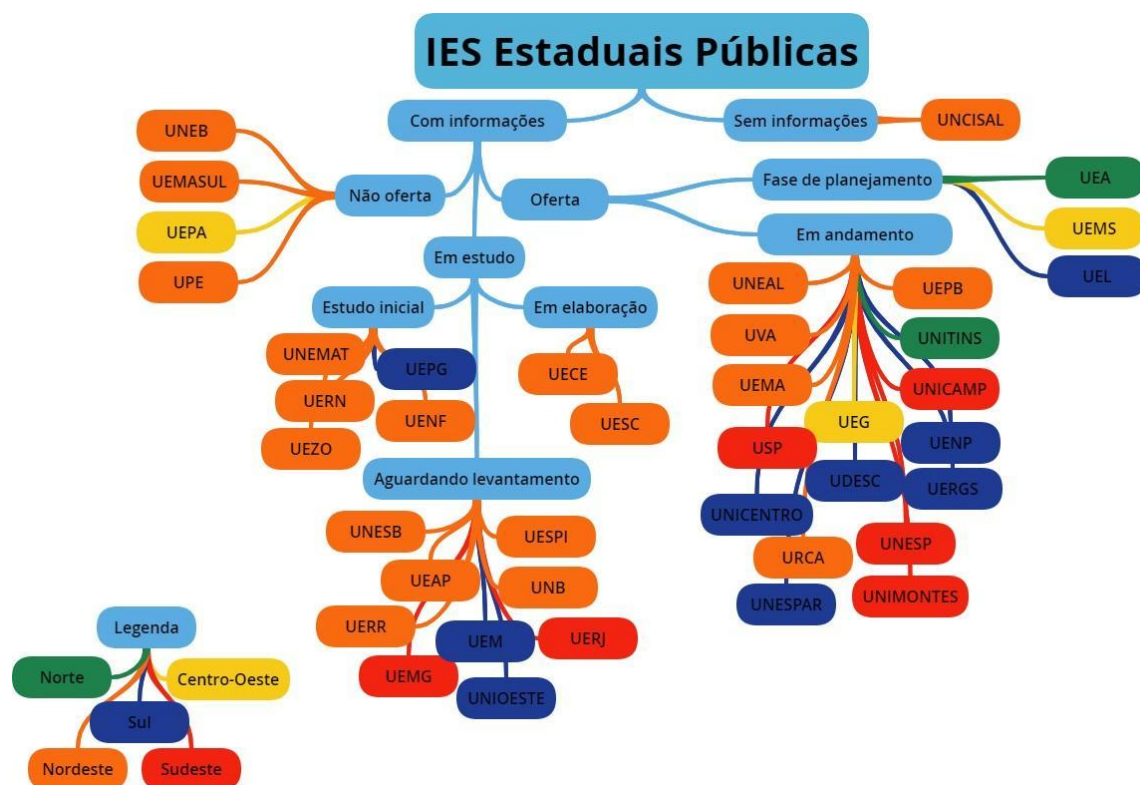 IES Estaduais Públicas
Com informações
Sem informações
UNCISAL
Não oferta
UNEB
UEMASUL
UEPA
UPE
Oferta
Fase de planejamento
UEA
UEMS
UEL
Em andamento
UNEAL
UEPB
UVA
UNITINS
UEMA
UNICAMP
UEG
USP
UENP
UDESC
UERGS
UNICENTRO
URCA
UNESP
UNESPAR
UNIMONTES
Em estudo
Estudo inicial
UNEMAT
UEPG
UERN
UENF
UEZO
Em elaboração
UECE
UESC
Aguardando levantamento
UNESB
UESPI
UEAP
UNB
UERR
UEM
UERJ
UEMG
UNIOESTE
Legenda
Norte
Centro-Oeste
Sul
Nordeste
Sudeste